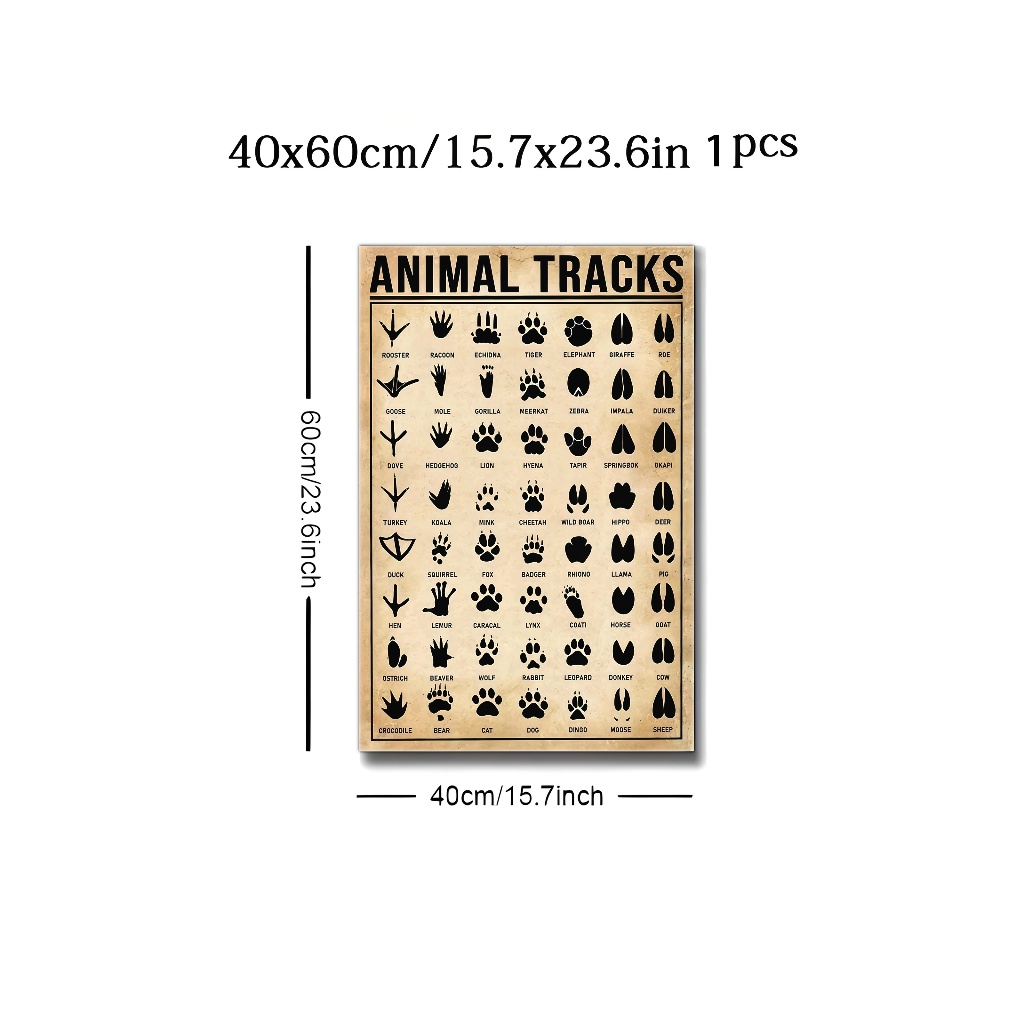 40x60cm/15.7x23.6in 1pcs
ANIMAL TRACKS
ROOSTER RACOON ECHIDNA TIGER ELEPHANT GIRAFFE ROE
GOOSE MOLE GORILLA MEERKAT ZEBRA IMPALA DUIKER
DOVE HEDGEHOG LION HYENA TAPIR SPRINGBOK OKAPI
TURKEY KOALA MINK CHEETAH WILD BOAR HIPPO DEER
DUCK SQUIRREL FOX BADGER RHIONO LLAMA PIG
HEN LEMUR CARACAL LYNX COATI HORSE GOAT
OSTRICH BEAVER WOLF RABBIT LEOPARD DONKEY COW
CROCODILE BEAR CAT DOG DINGO MOOSE SHEEP
60cm/23.6inch
40cm/15.7inch